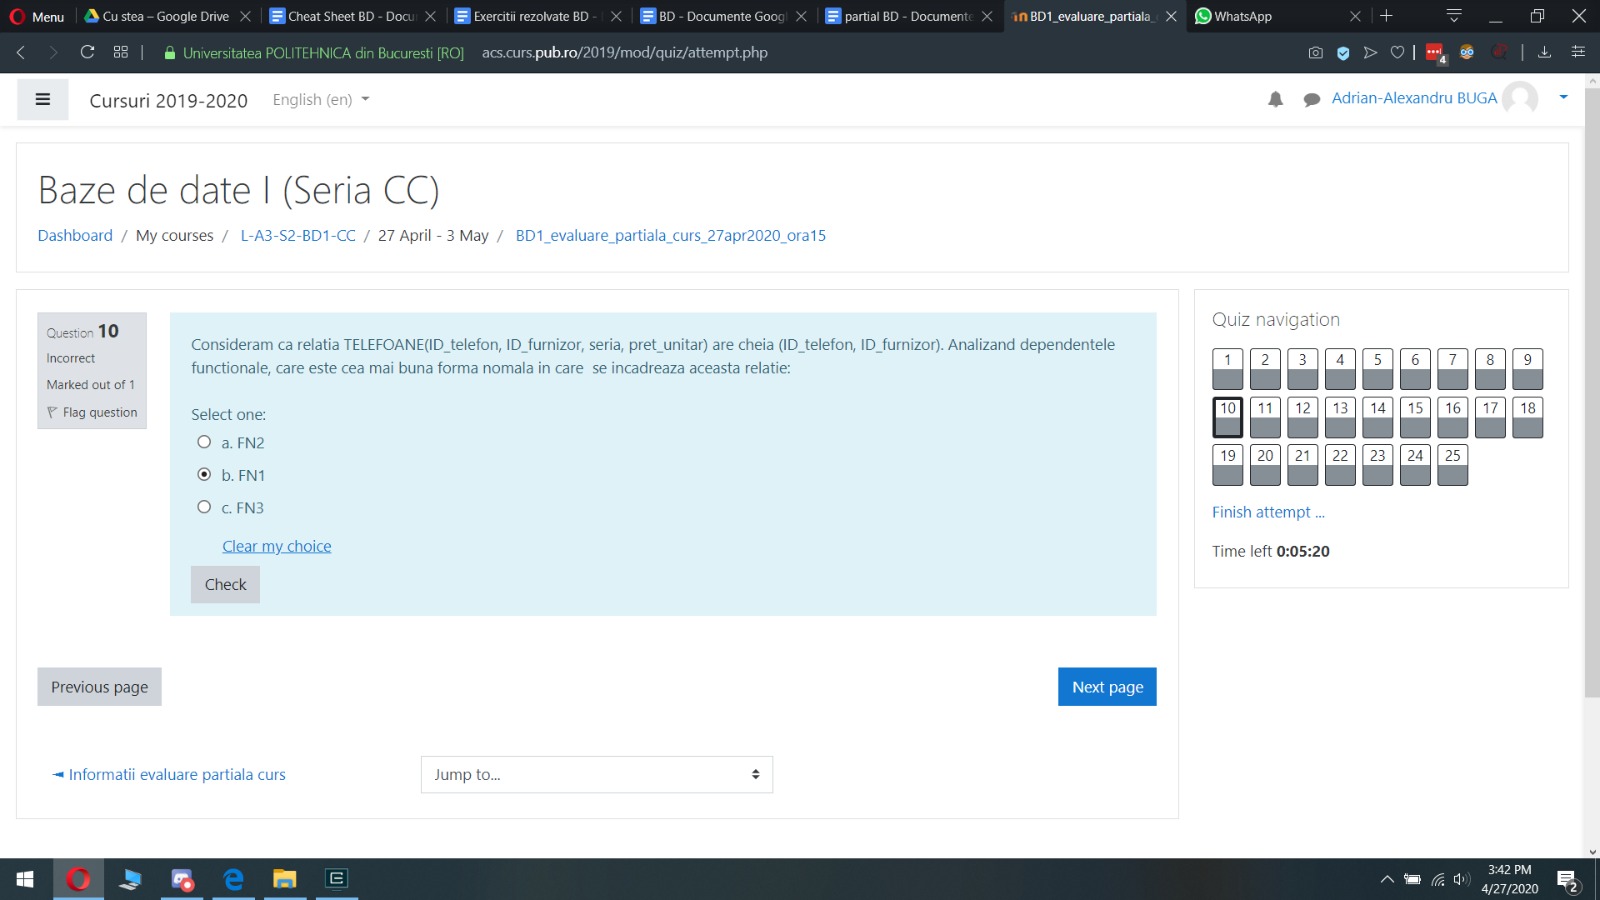 Menu
Cu stea – Google Drive
Cheat Sheet BD - Docu
Exercitii rezolvate BD -
BD - Documente Goog
partial BD - Documente
BD1_evaluare_partiala_
WhatsApp
Universitatea POLITEHNICA din Bucuresti [RO] acs.curs.pub.ro/2019/mod/quiz/attempt.php
4
Cursuri 2019-2020 English (en)
Adrian-Alexandru BUGA
Baze de date I (Seria CC)
Dashboard / My courses / L-A3-S2-BD1-CC / 27 April - 3 May / BD1_evaluare_partiala_curs_27apr2020_ora15
Question 10
Incorrect
Marked out of 1
Flag question
Consideram ca relatia TELEFOANE(ID_telefon, ID_furnizor, seria, pret_unitar) are cheia (ID_telefon, ID_furnizor). Analizand dependentele
functionale, care este cea mai buna forma nomala in care se incadreaza aceasta relatie:
Select one:
a. FN2
b. FN1
c. FN3
Clear my choice
Check
Previous page
Next page
Informatii evaluare partiala curs
Jump to...
Quiz navigation
1 2 3 4 5 6 7 8 9
10 11 12 13 14 15 16 17 18
19 20 21 22 23 24 25
Finish attempt ...
Time left 0:05:20
3:42 PM
4/27/2020
2